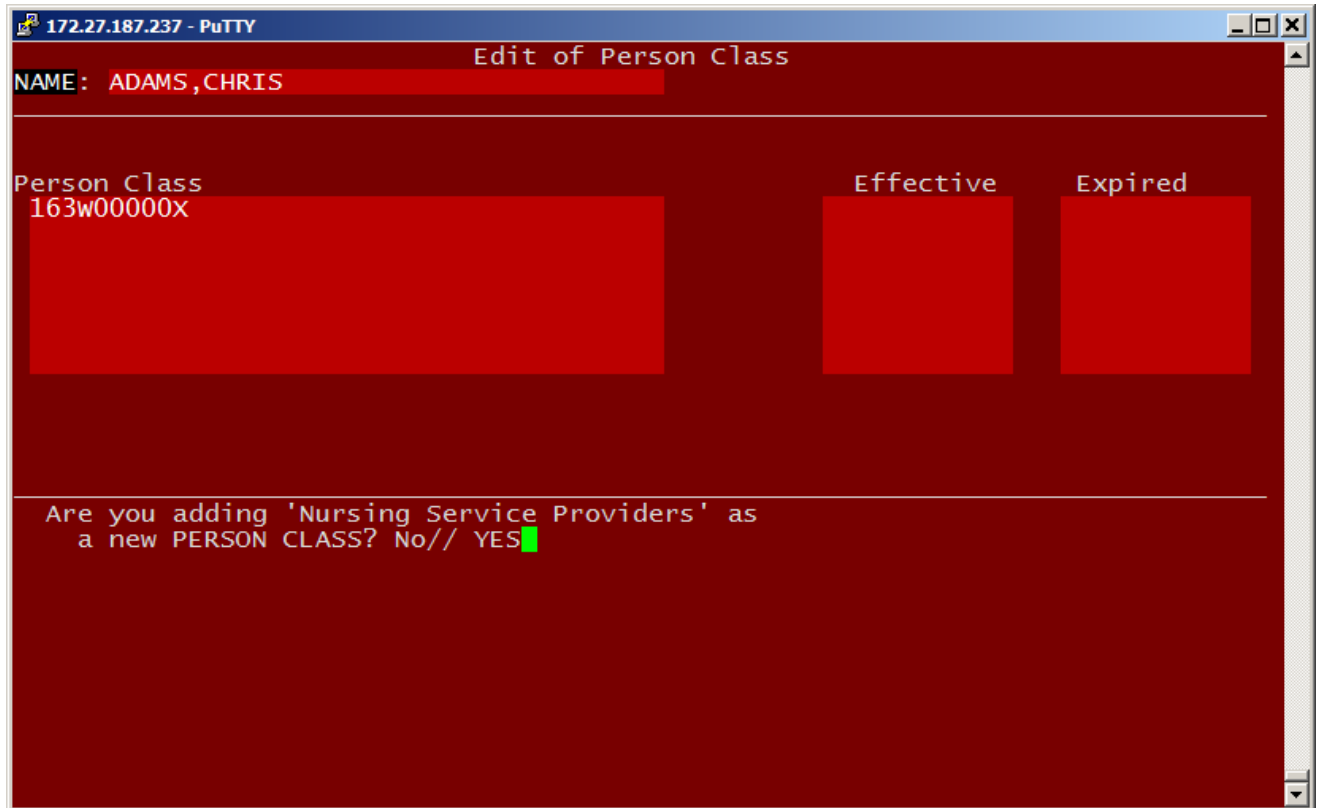 172.27.187.237 - PuTTY
Edit of Person Class
NAME: ADAMS,CHRIS
Person Class Effective Expired
163w00000x
Are you adding 'Nursing Service Providers' as
a new PERSON CLASS? No// YES